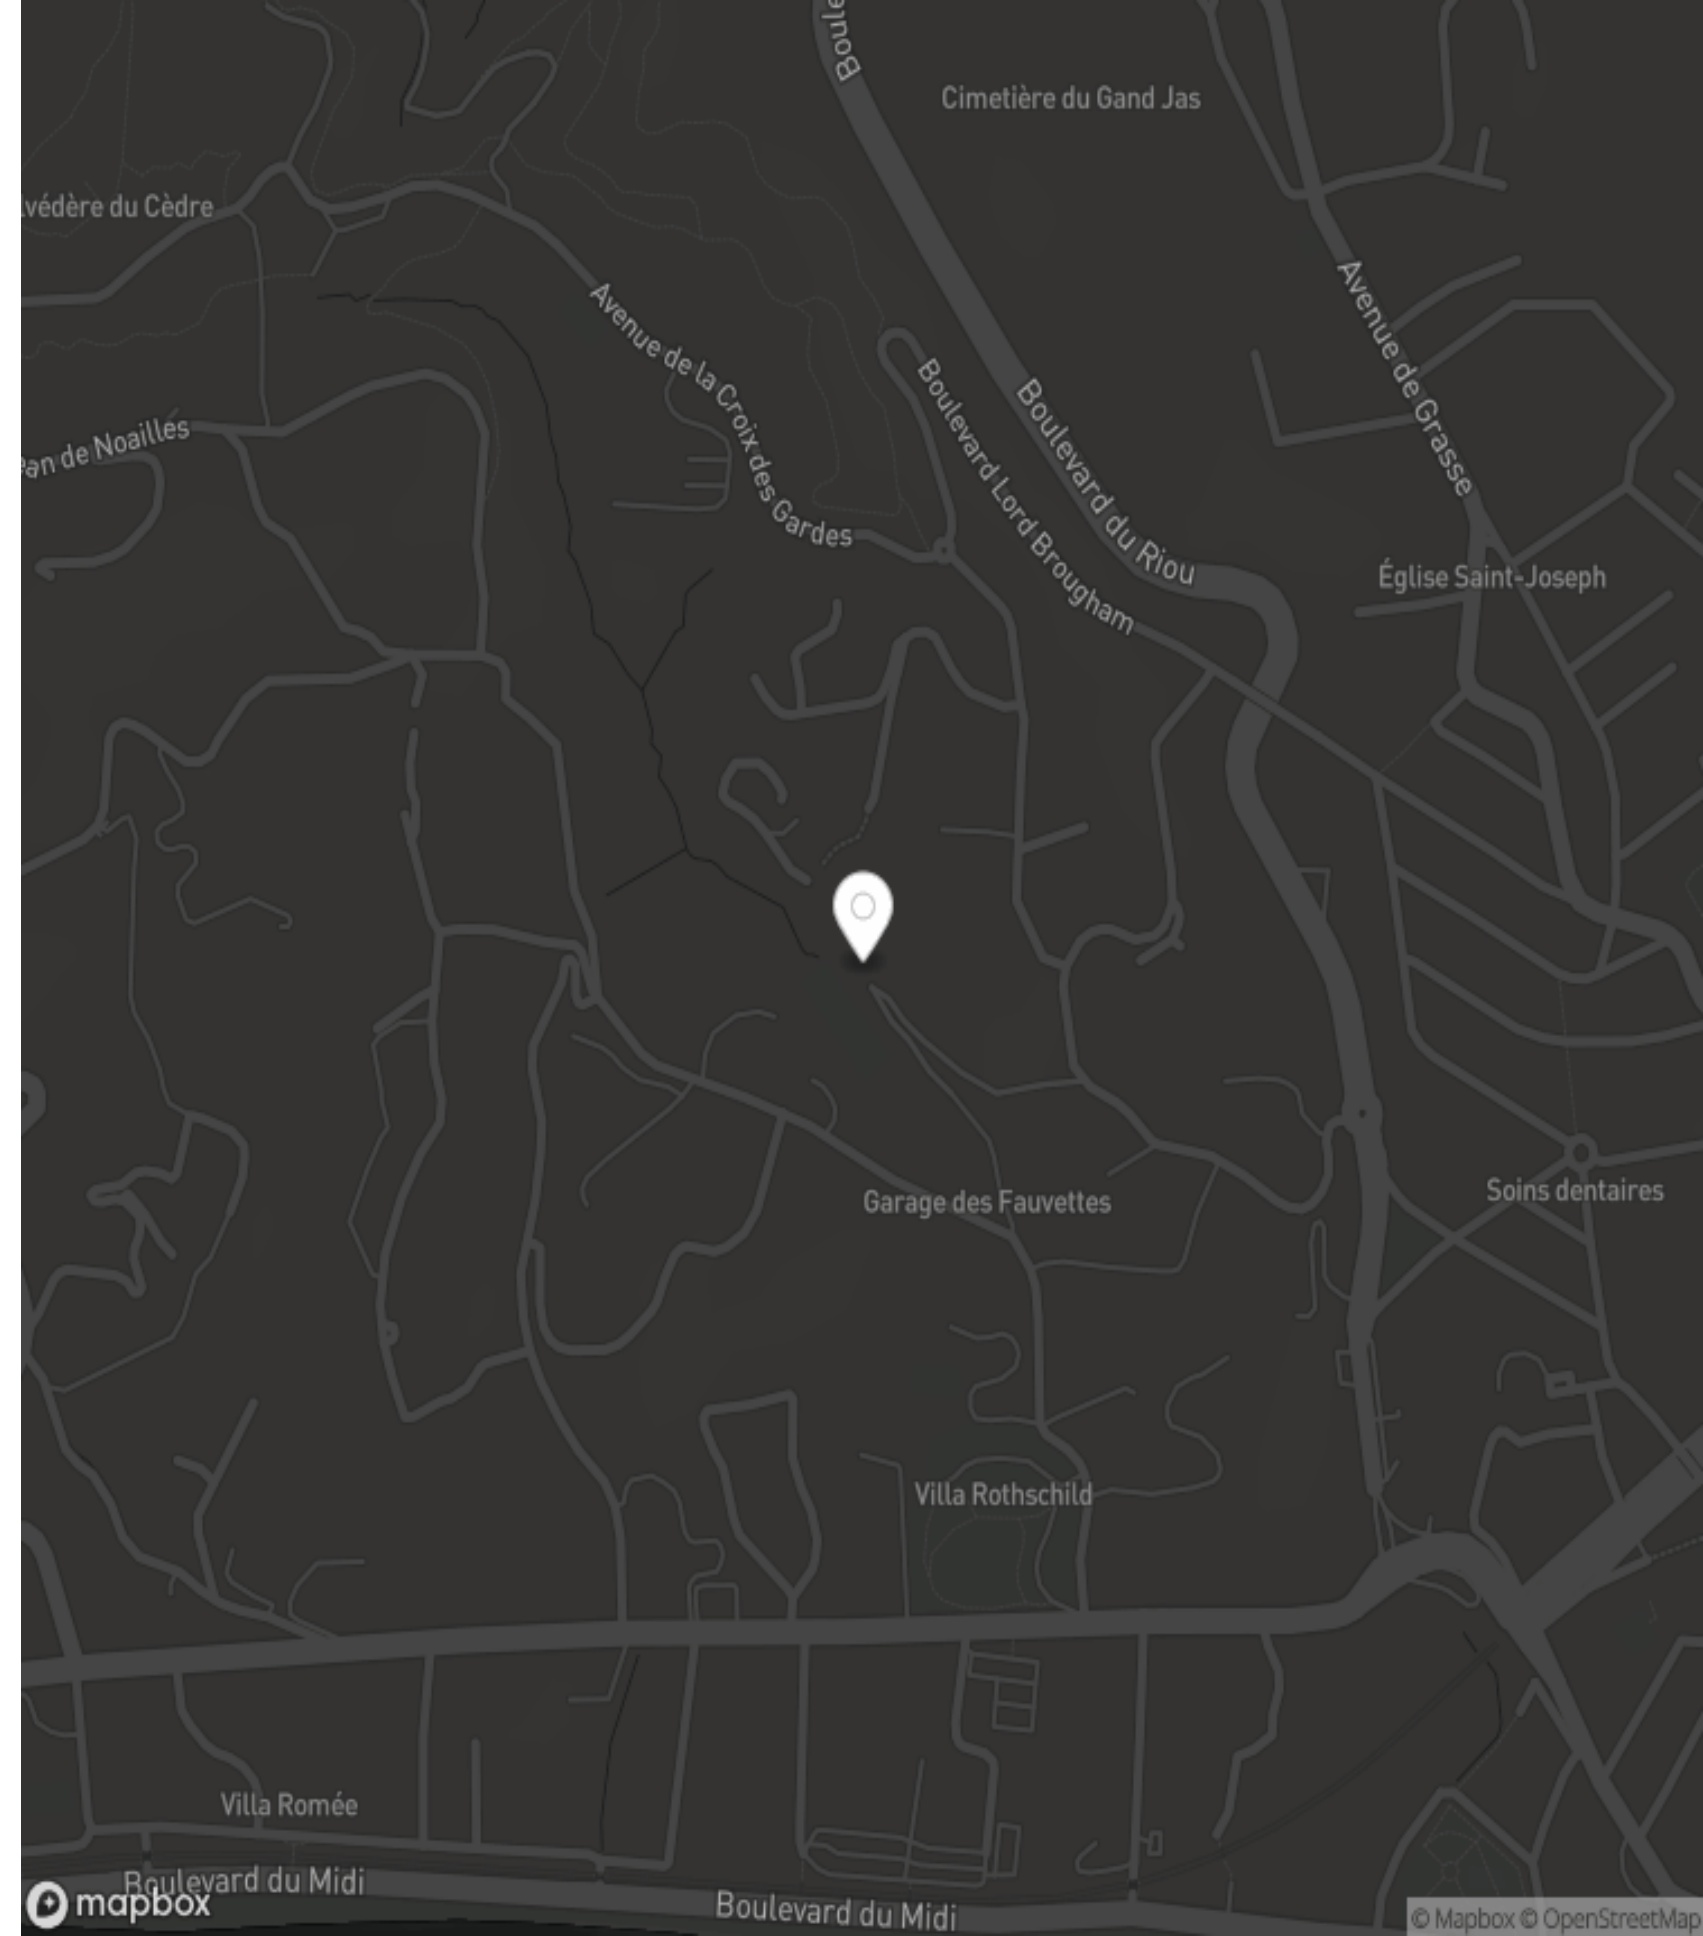 Boule
Cimetière du Gand Jas
lvédère du Cèdre
Avenue de la Croix des Gardes
Avenue de Grasse
Boulevard Lord Brougham
Boulevard du Riou
an de Noailles
Église Saint-Joseph
Garage des Fauvettes
Soins dentaires
Villa Rothschild
Villa Romée
Boulevard du Midi
mapbox
Boulevard du Midi
© Mapbox © OpenStreetMap